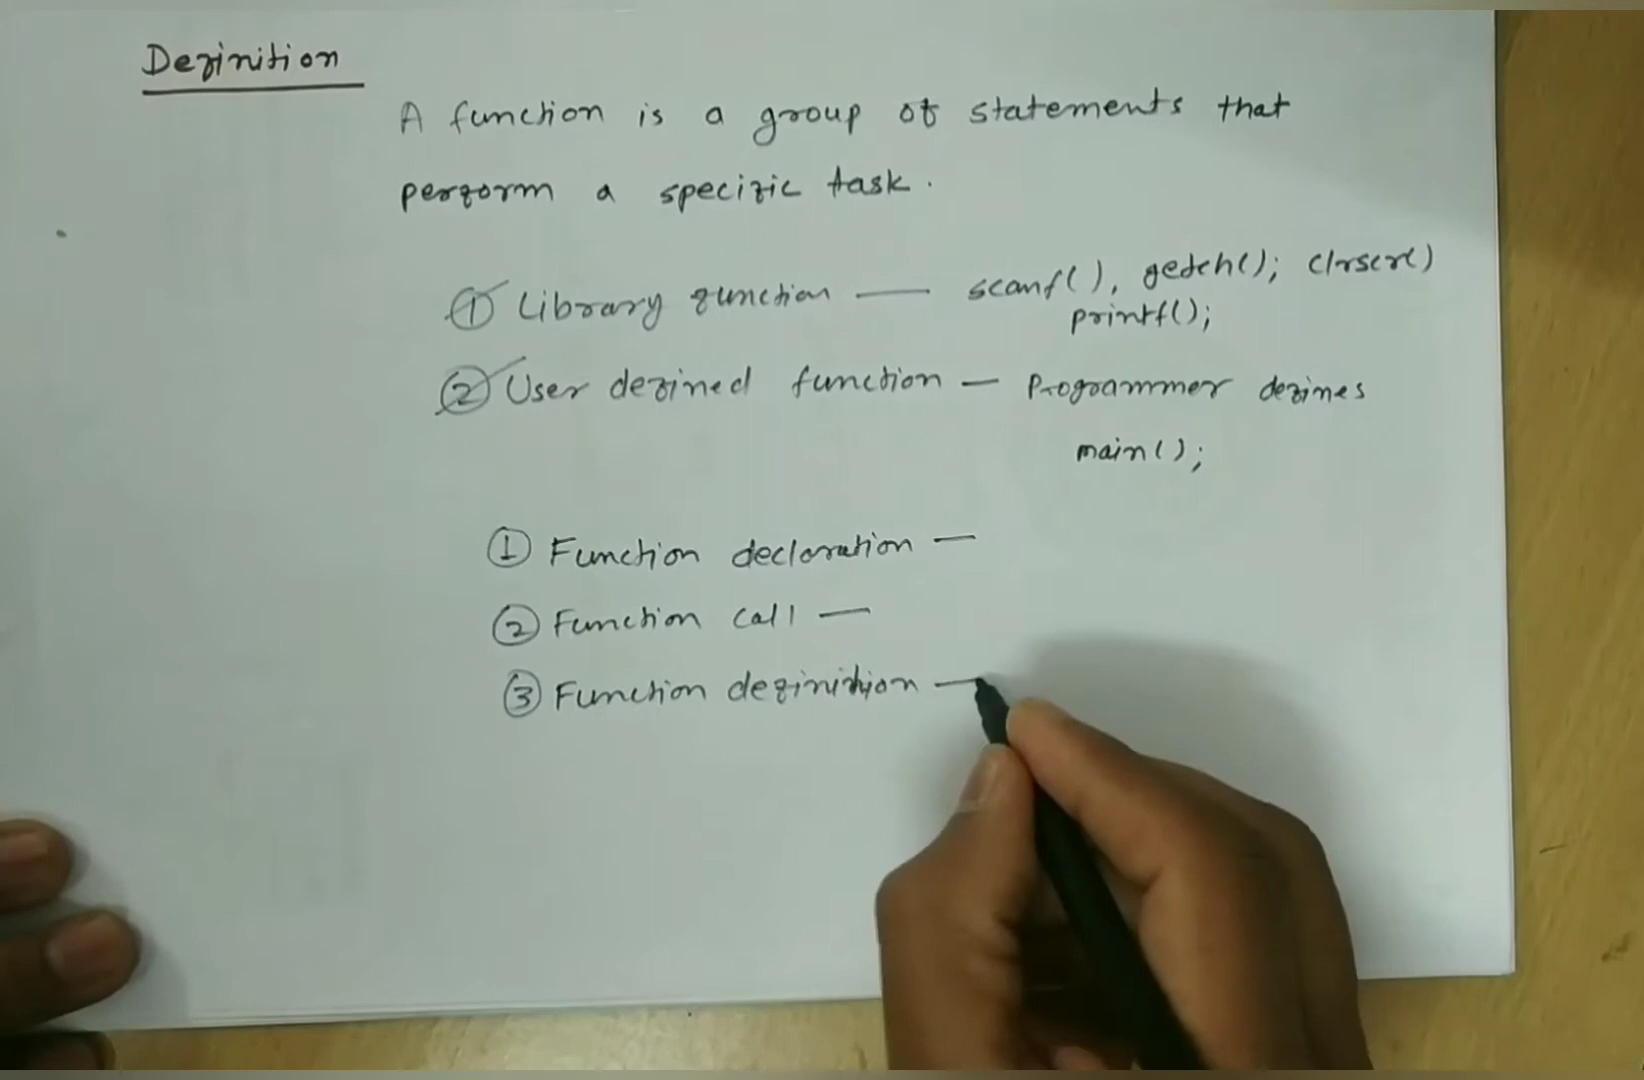 Definition
A function is a group of statements that
perform a specific task.
① Library function — scanf(), getch(); clrscr()
printf();
② User defined function — Programmer defines
main();
① Function declaration —
② Function call —
③ Function definition —